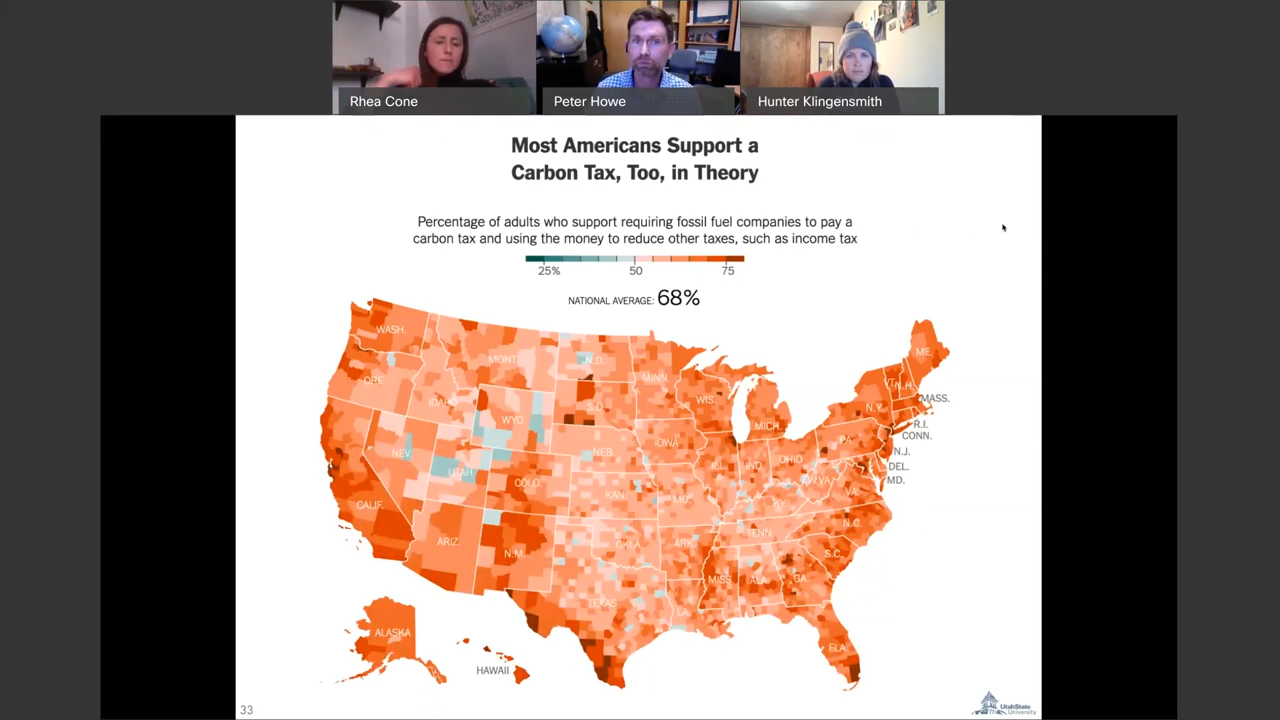 Rhea Cone
Peter Howe
Hunter Klingensmith
Most Americans Support a
Carbon Tax, Too, in Theory
Percentage of adults who support requiring fossil fuel companies to pay a
carbon tax and using the money to reduce other taxes, such as income tax
25% 50 75
NATIONAL AVERAGE: 68%
WASH.
MONT.
N.D.
MINN.
ME.
ORE.
IDAHO
WYO.
S.D.
WIS.
MICH.
VT.
N.H.
MASS.
N.Y.
R.I.
CONN.
NEV.
UTAH
NEB.
IOWA
ILL.
IND.
OHIO
PA.
N.J.
DEL.
MD.
CALIF.
COLO.
KAN.
MO.
KY.
W.VA.
VA.
ARIZ.
N.M.
OKLA.
ARK.
TENN.
N.C.
S.C.
TEXAS
LA.
MISS.
ALA.
GA.
FLA.
ALASKA
HAWAII
33
UtahState
University